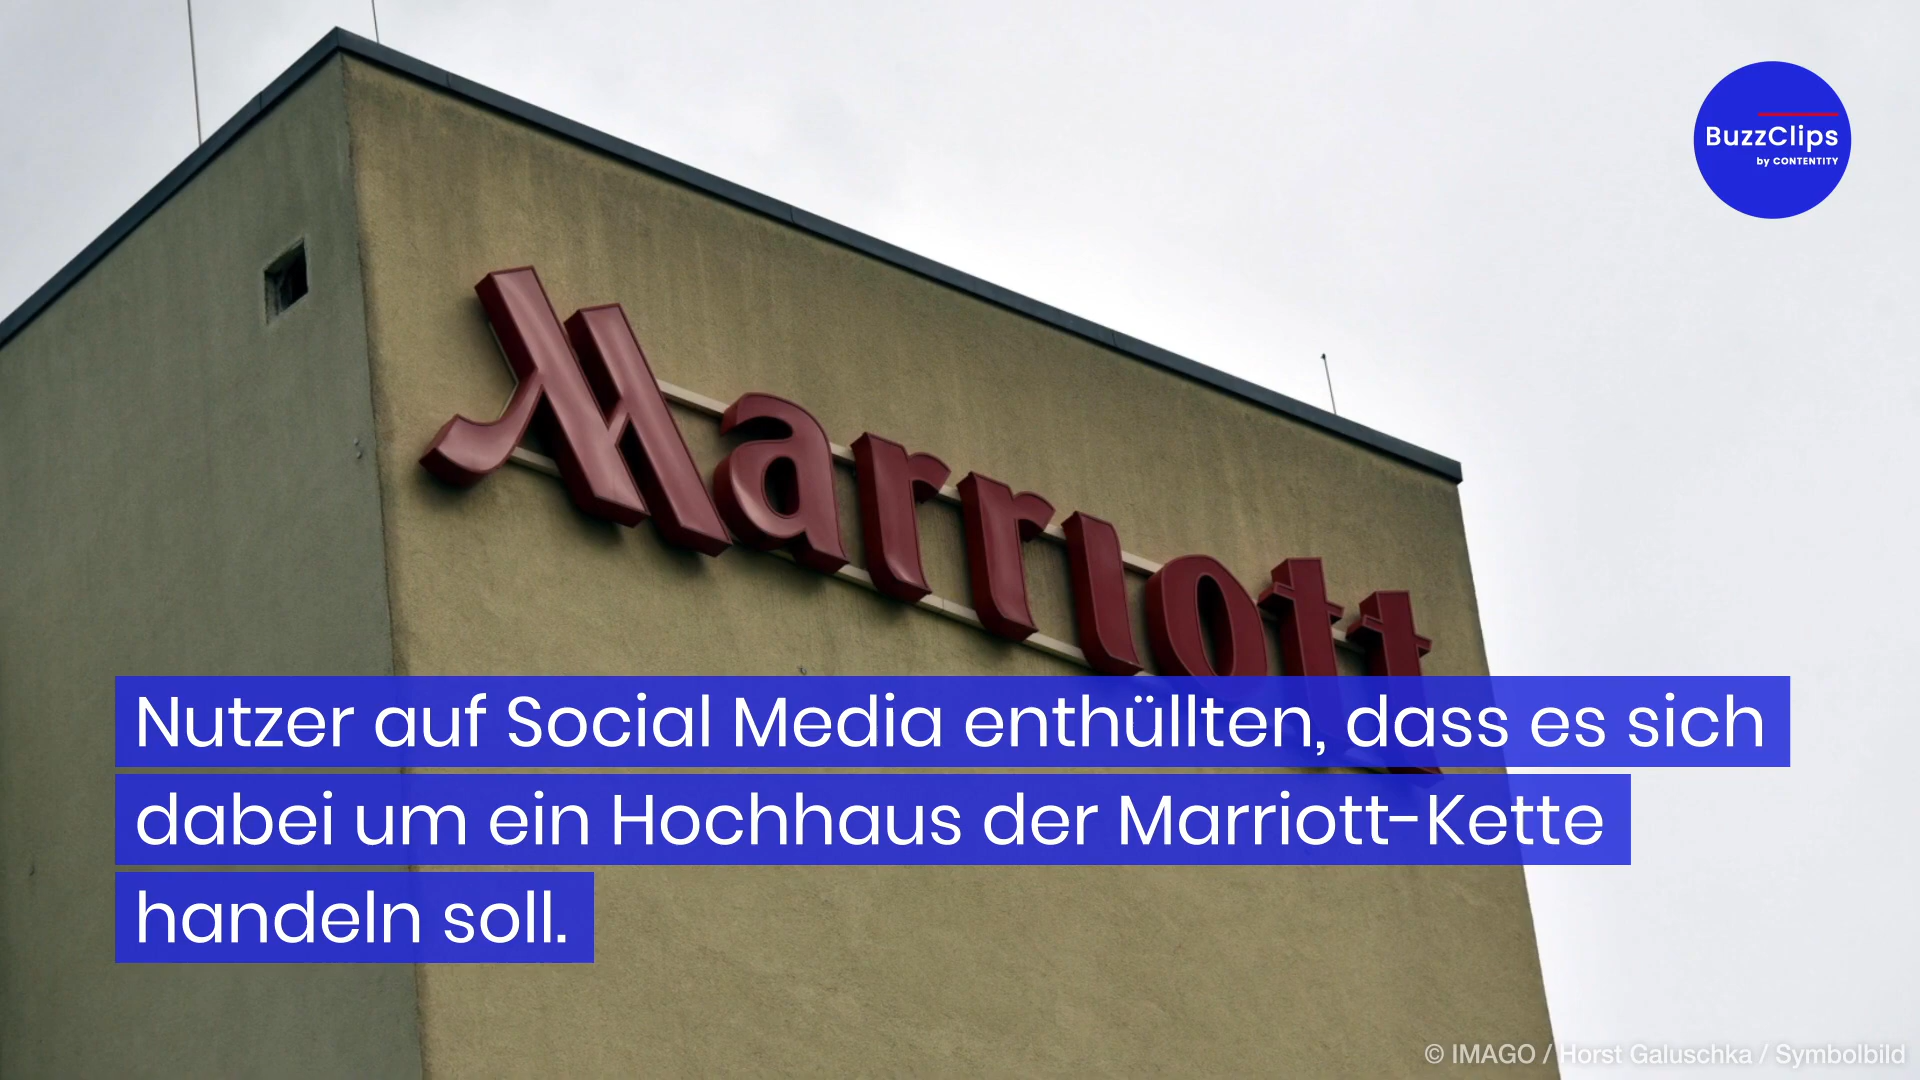 BuzzClips
by CONTENTITY
Marriott
Nutzer auf Social Media enthüllten, dass es sich
dabei um ein Hochhaus der Marriott-Kette
handeln soll.
© IMAGO / Horst Galuschka / Symbolbild